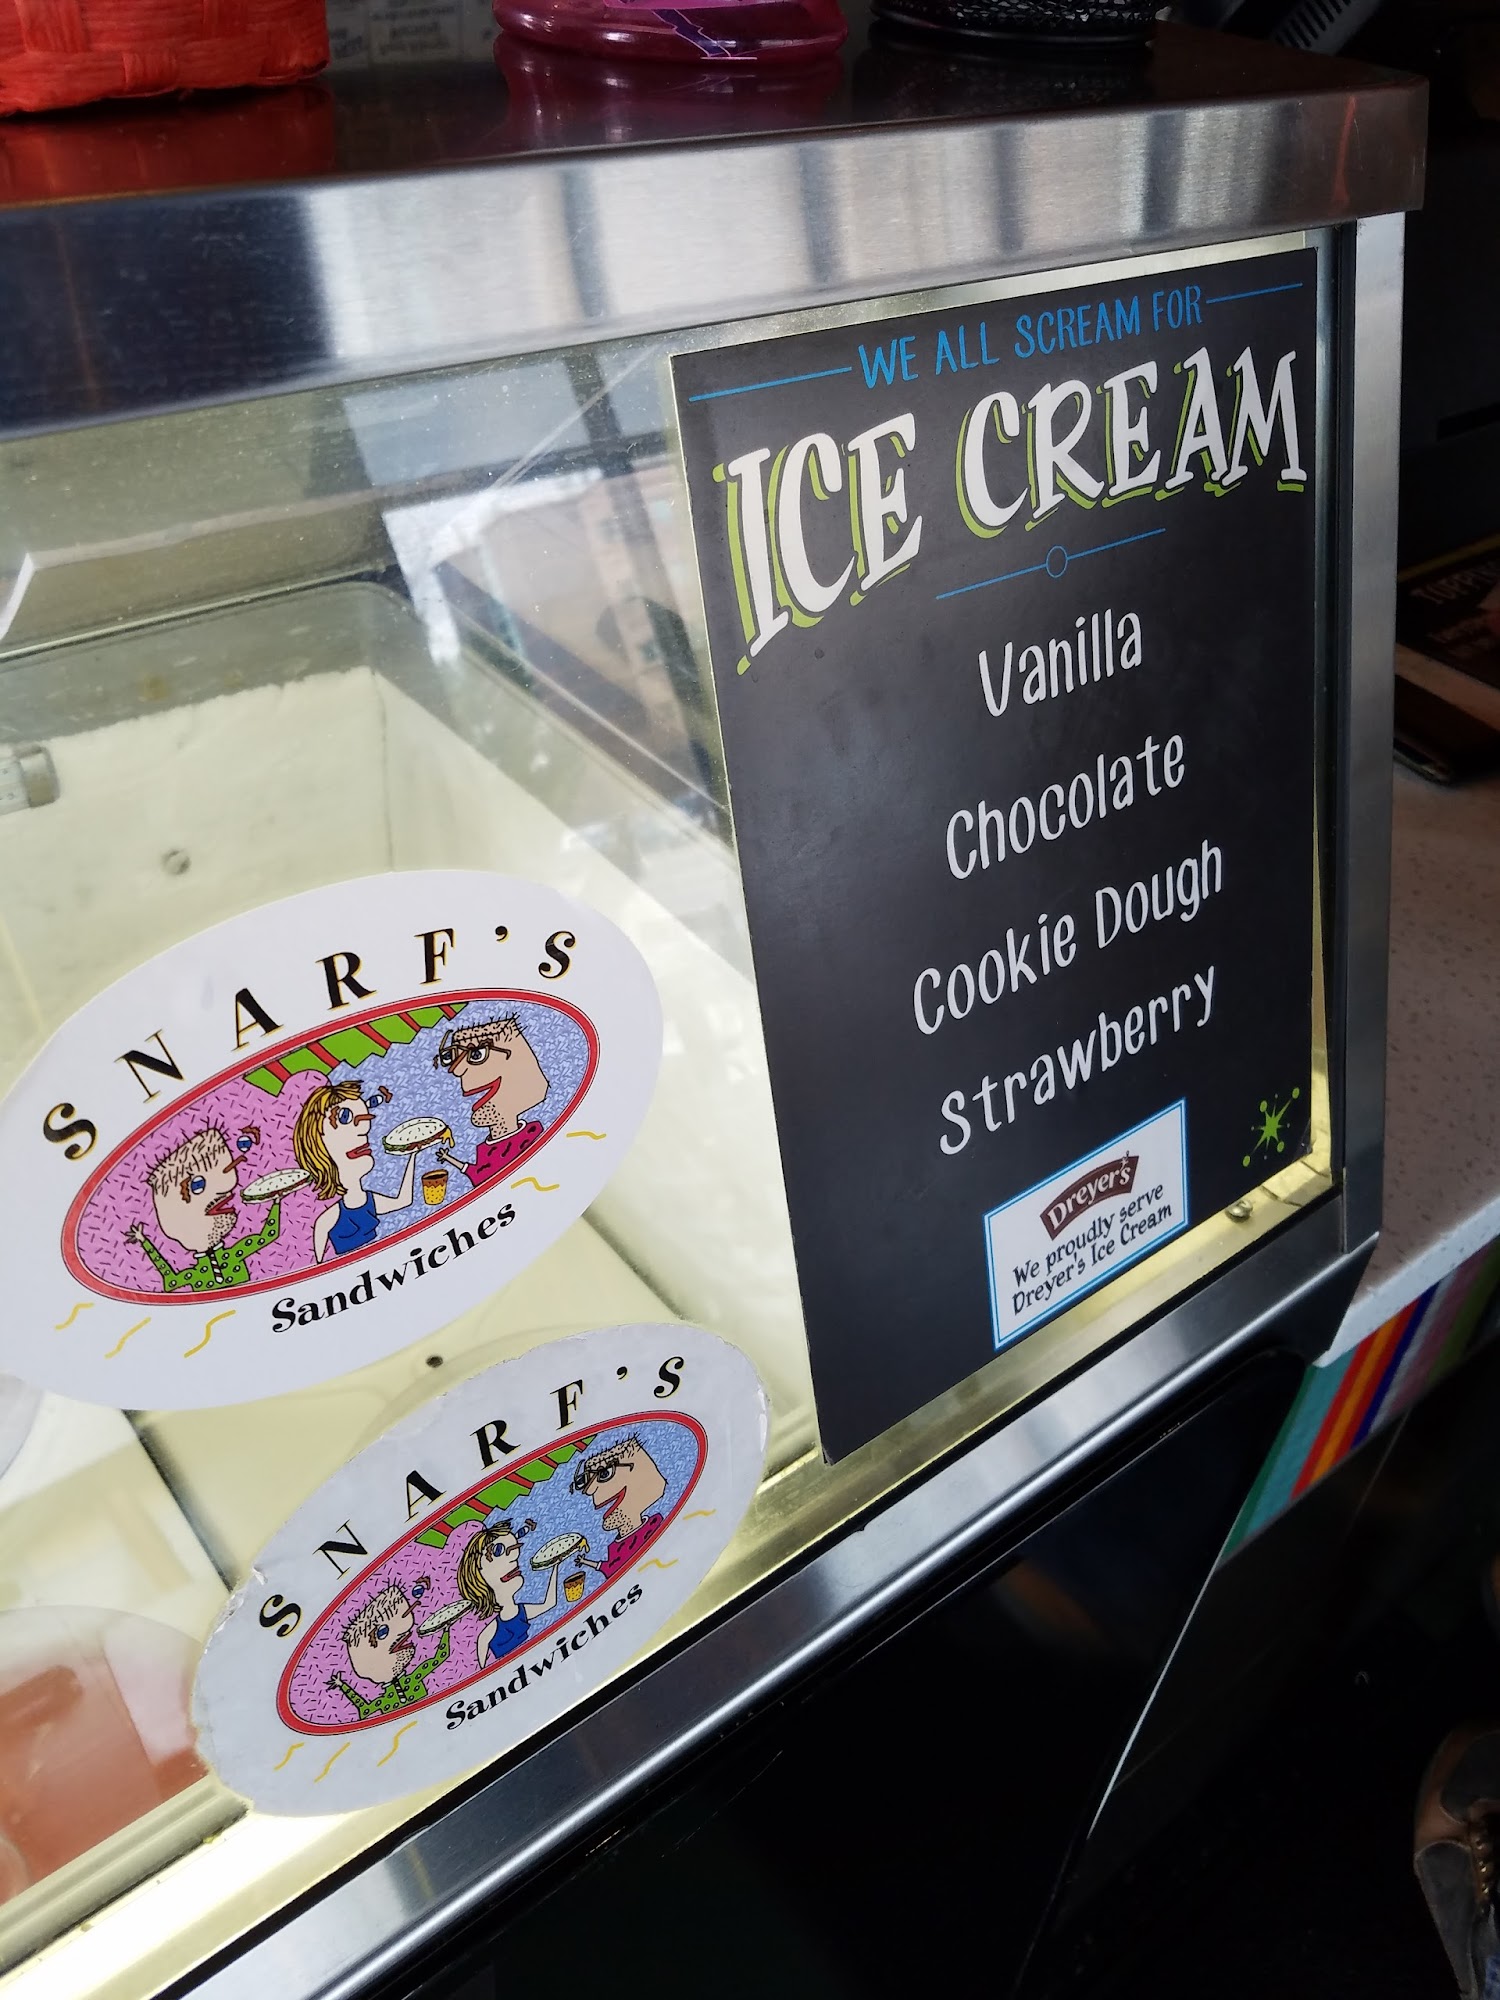 WE ALL SCREAM FOR
ICE CREAM
Vanilla
Chocolate
Cookie Dough
Strawberry
Dreyer's
We proudly serve
Dreyer's Ice Cream
SNARF'S
Sandwiches
SNARF'S
Sandwiches